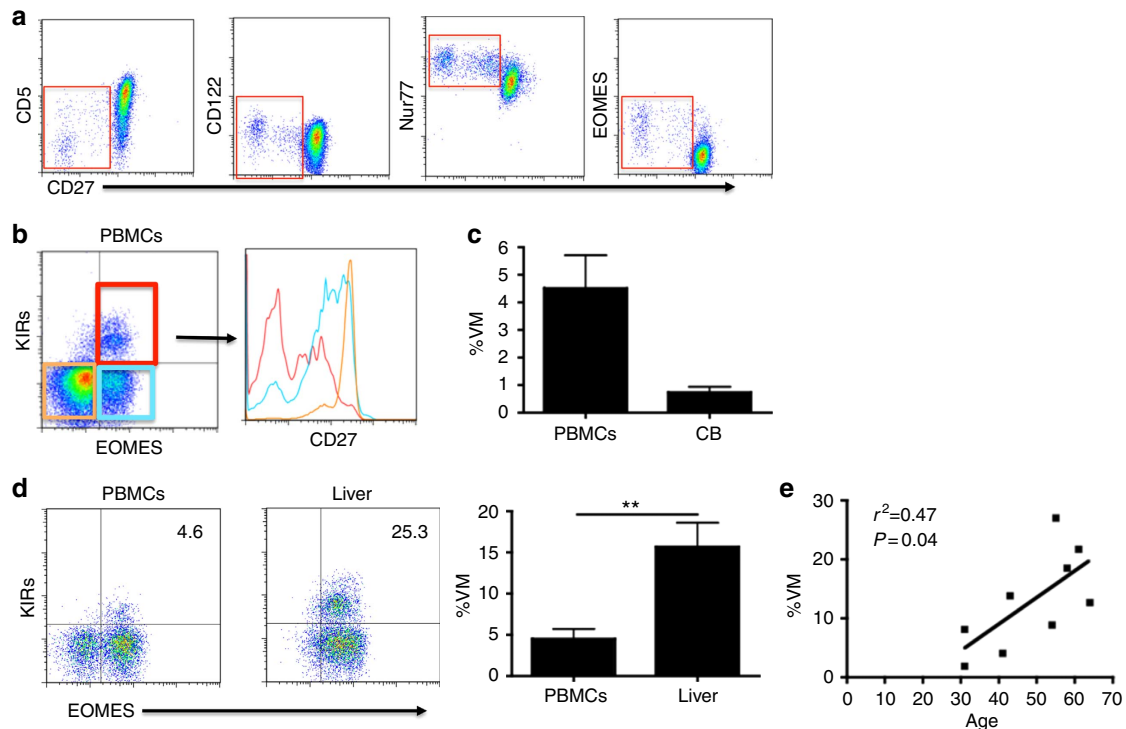 a
CD5
CD122
Nur77
EOMES
CD27
b
PBMCs
KIRs
EOMES
CD27
c
%VM
6
5
4
3
2
1
0
PBMCs
CB
d
PBMCs
Liver
4.6
25.3
KIRs
EOMES
**
%VM
20
15
10
5
0
PBMCs
Liver
e
r²=0.47
P=0.04
%VM
30
20
10
0
0 10 20 30 40 50 60 70
Age